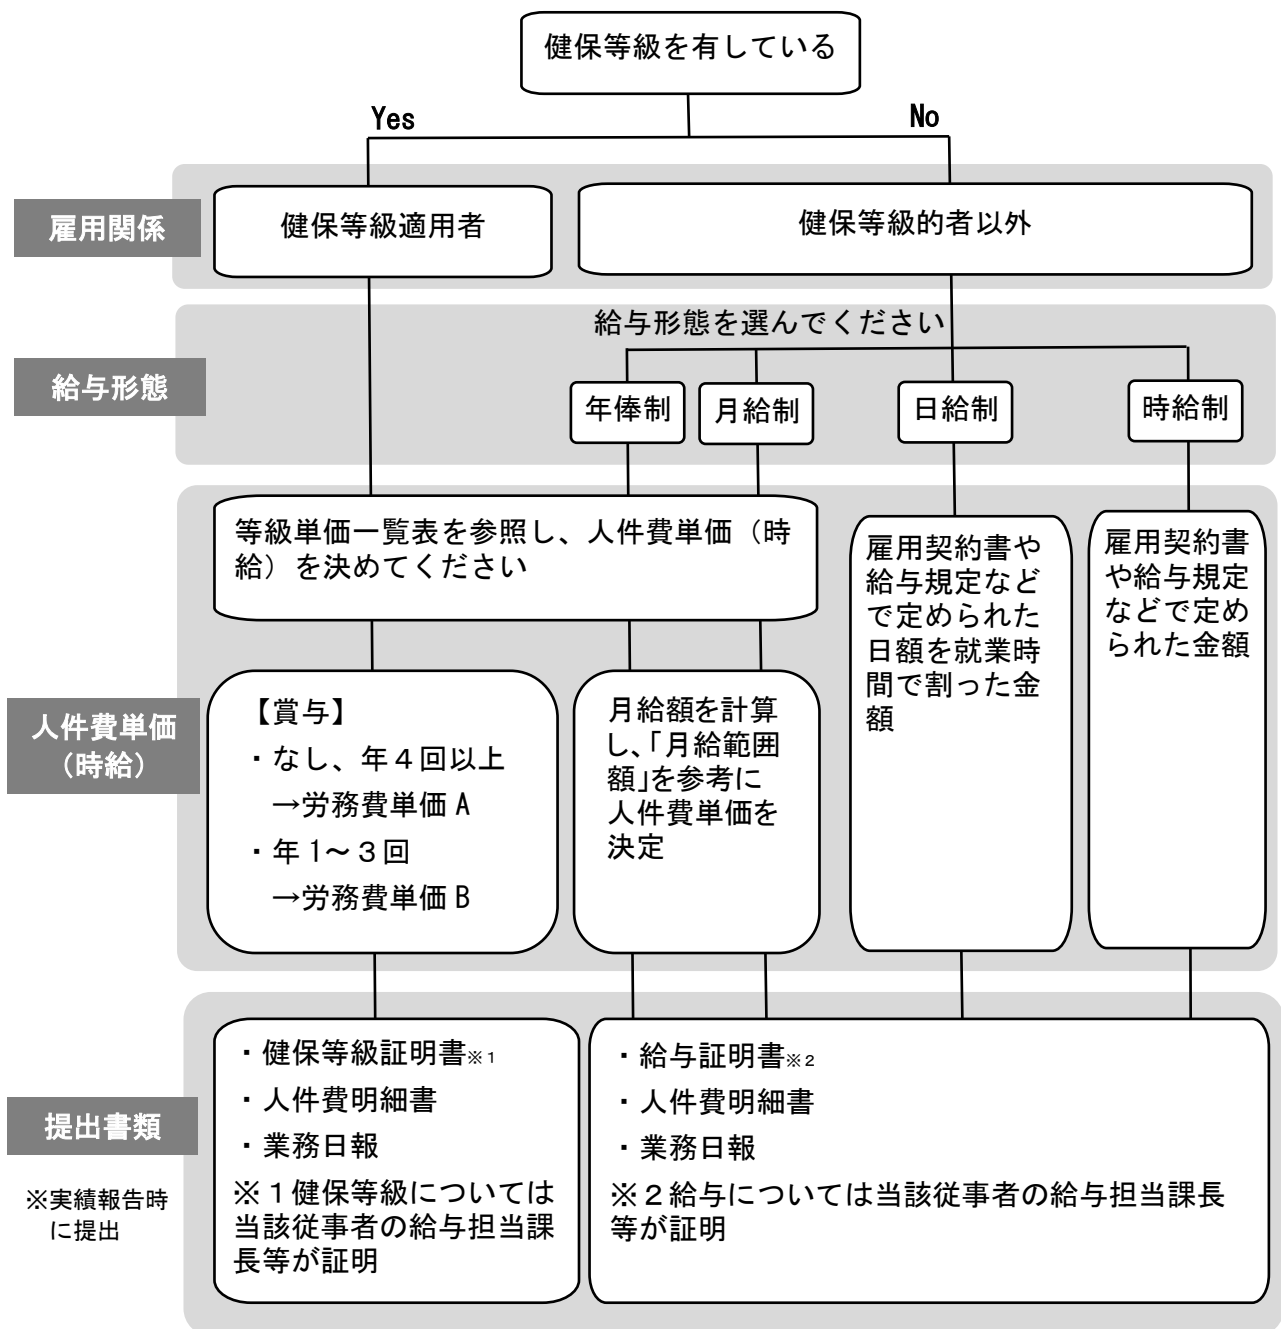 健保等級を有している
Yes
No
雇用関係
健保等級適用者
健保等級的者以外
給与形態を選んでください
給与形態
年俸制
月給制
日給制
時給制
等級単価一覧表を参照し、人件費単価（時
給）を決めてください
雇用契約書や
給与規定など
で定められた
日額を就業時
間で割った金
額
雇用契約書
や給与規定
などで定め
られた金額
人件費単価
（時給）
【賞与】
・なし、年４回以上
→労務費単価 A
・年 1～３回
→労務費単価 B
月給額を計算
し、「月給範囲
額」を参考に
人件費単価を
決定
提出書類
※実績報告時
に提出
・健保等級証明書※１
・人件費明細書
・業務日報
※１健保等級については
当該従事者の給与担当課
長等が証明
・給与証明書※２
・人件費明細書
・業務日報
※２給与については当該従事者の給与担当課長
等が証明